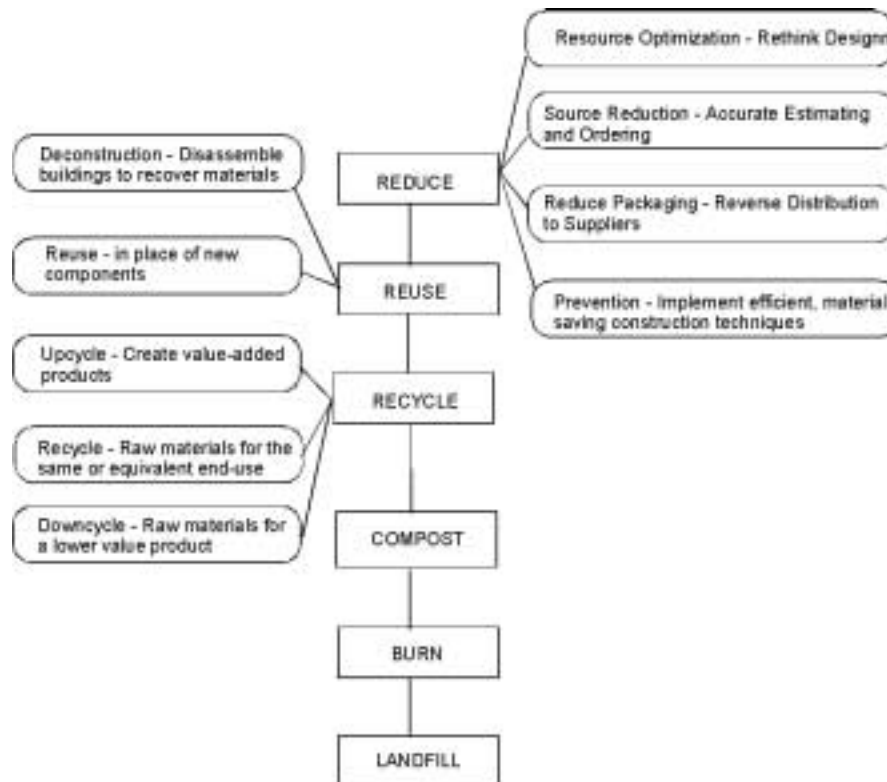 Resource Optimization - Rethink Designn
Source Reduction - Accurate Estimating
and Ordering
Deconstruction - Disassemble
buildings to recover materials
REDUCE
Reduce Packaging - Reverse Distribution
to Suppliers
Reuse - in place of new
components
REUSE
Prevention - Implement efficient, material
saving construction techniques
Upcycle - Create value-added
products
RECYCLE
Recycle - Raw materials for the
same or equivalent end-use
Downcycle - Raw materials for
a lower value product
COMPOST
BURN
LANDFILL